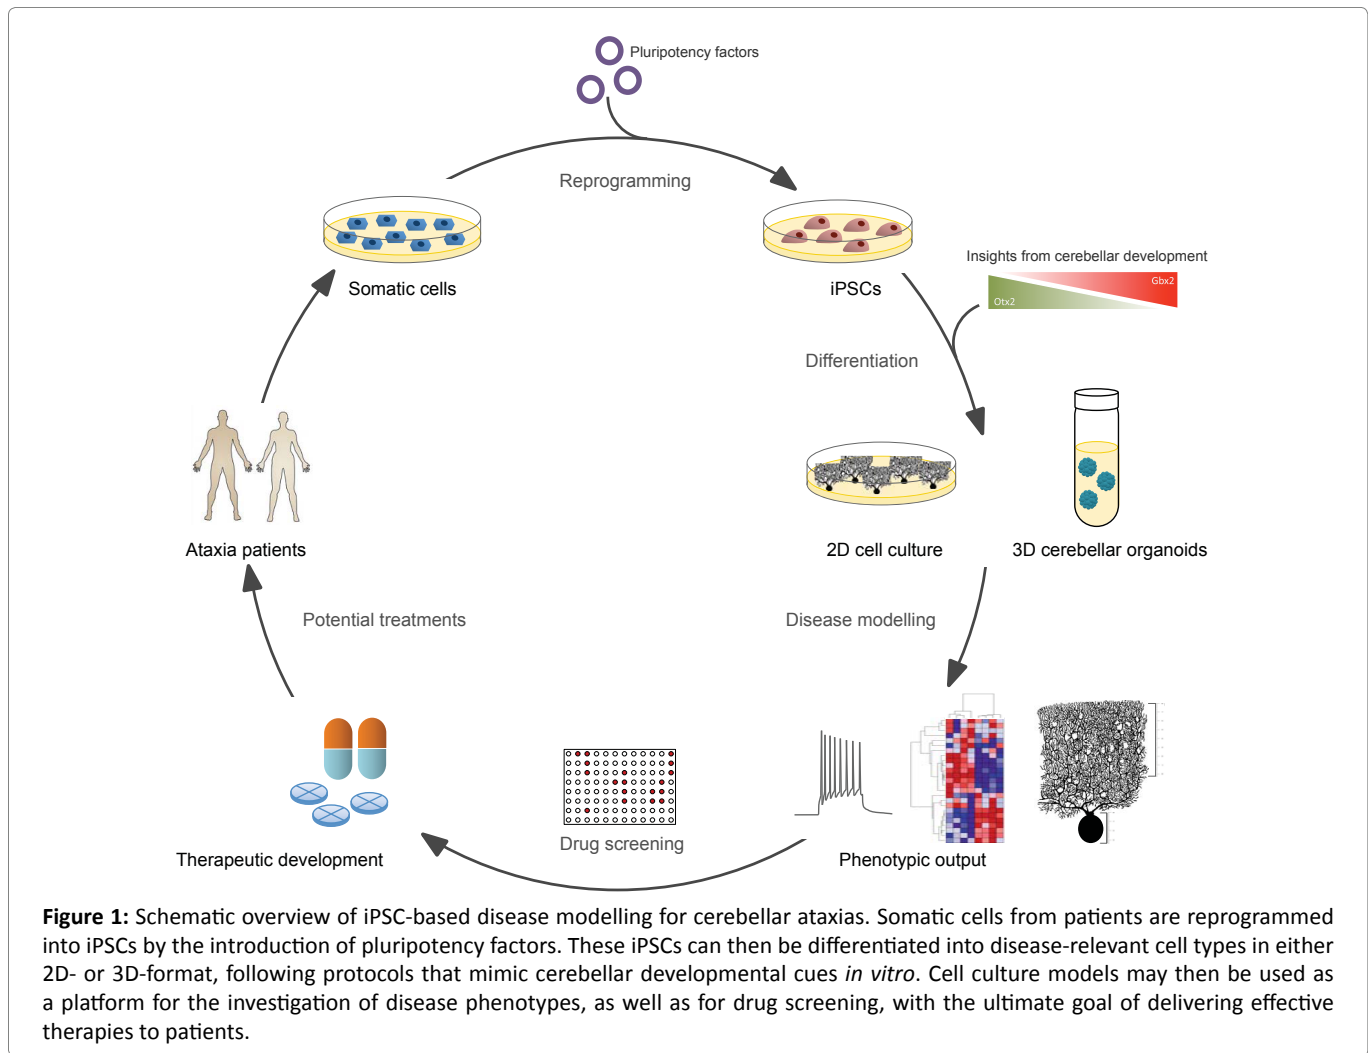 Pluripotency factors
Reprogramming
Somatic cells
iPSCs
Insights from cerebellar development
Gbx2
Otx2
Differentiation
Ataxia patients
2D cell culture
3D cerebellar organoids
Potential treatments
Disease modelling
Drug screening
Therapeutic development
Phenotypic output
Figure 1: Schematic overview of iPSC-based disease modelling for cerebellar ataxias. Somatic cells from patients are reprogrammed
into iPSCs by the introduction of pluripotency factors. These iPSCs can then be differentiated into disease-relevant cell types in either
2D- or 3D-format, following protocols that mimic cerebellar developmental cues in vitro. Cell culture models may then be used as
a platform for the investigation of disease phenotypes, as well as for drug screening, with the ultimate goal of delivering effective
therapies to patients.